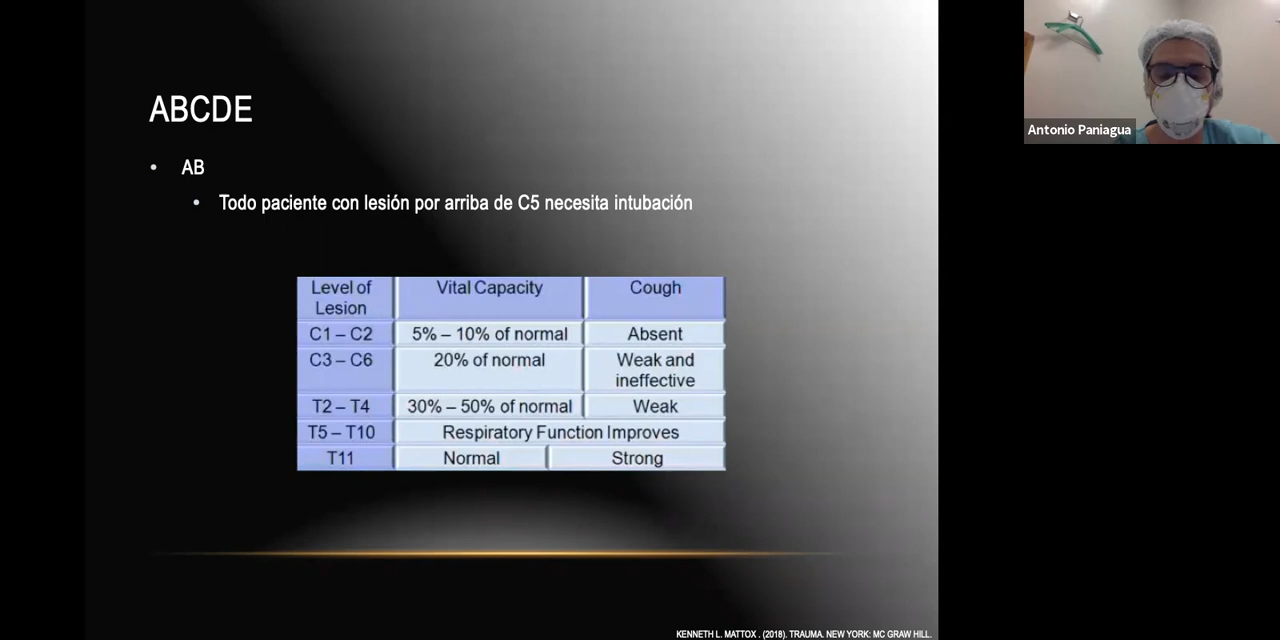 ABCDE
• AB
• Todo paciente con lesión por arriba de C5 necesita intubación
Level of Lesion Vital Capacity Cough
C1 – C2 5% – 10% of normal Absent
C3 – C6 20% of normal Weak and ineffective
T2 – T4 30% – 50% of normal Weak
T5 – T10 Respiratory Function Improves
T11 Normal Strong
KENNETH L. MATTOX . (2018). TRAUMA. NEW YORK: MC GRAW HILL.
Antonio Paniagua